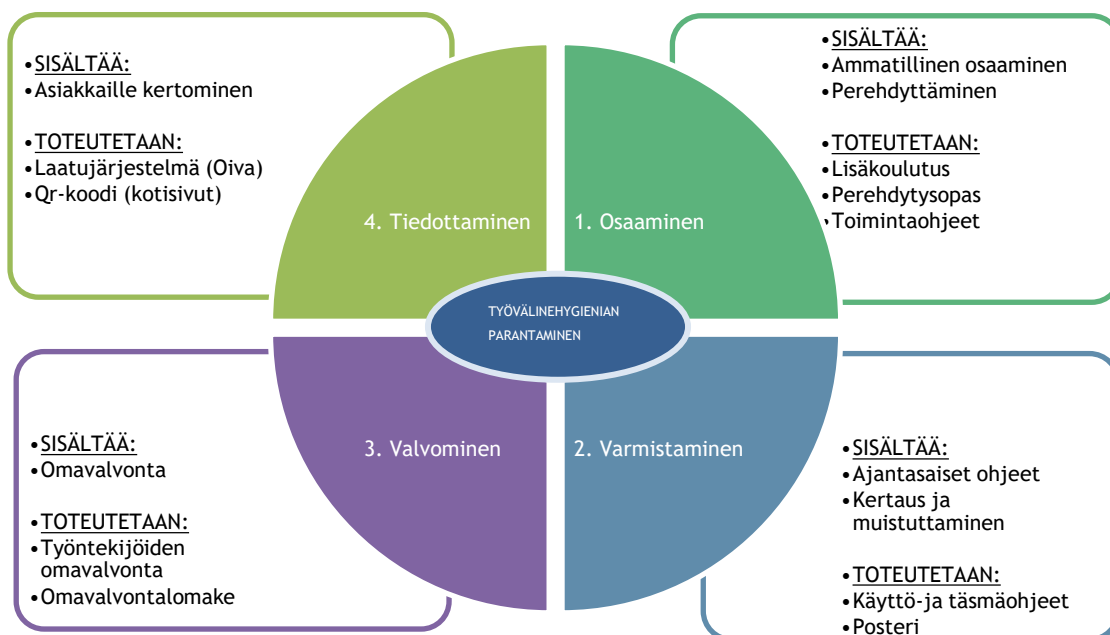 •SISÄLTÄÄ:
•Asiakkaille kertominen
•TOTEUTETAAN:
•Laatujärjestelmä (Oiva)
•Qr-koodi (kotisivut)
4. Tiedottaminen
•SISÄLTÄÄ:
•Ammatillinen osaaminen
•Perehdyttäminen
•TOTEUTETAAN:
•Lisäkoulutus
•Perehdytysopas
•Toimintaohjeet
1. Osaaminen
TYÖVÄLINEHYGIENIAN
PARANTAMINEN
3. Valvominen
•SISÄLTÄÄ:
•Omavalvonta
•TOTEUTETAAN:
•Työntekijöiden
omavalvonta
•Omavalvontalomake
2. Varmistaminen
•SISÄLTÄÄ:
•Ajantasaiset ohjeet
•Kertaus ja
muistuttaminen
•TOTEUTETAAN:
•Käyttö-ja täsmäohjeet
•Posteri